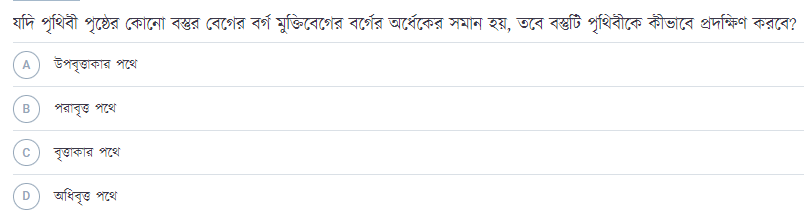 যদি পৃথিবী পৃষ্ঠের কোনো বস্তুর বেগের বর্গ মুক্তিবেগের বর্গের অর্ধেকের সমান হয়, তবে বস্তুটি পৃথিবীকে কীভাবে প্রদক্ষিণ করবে?
A উপবৃত্তাকার পথে
B পরাবৃত্ত পথে
C বৃত্তাকার পথে
D অধিবৃত্ত পথে